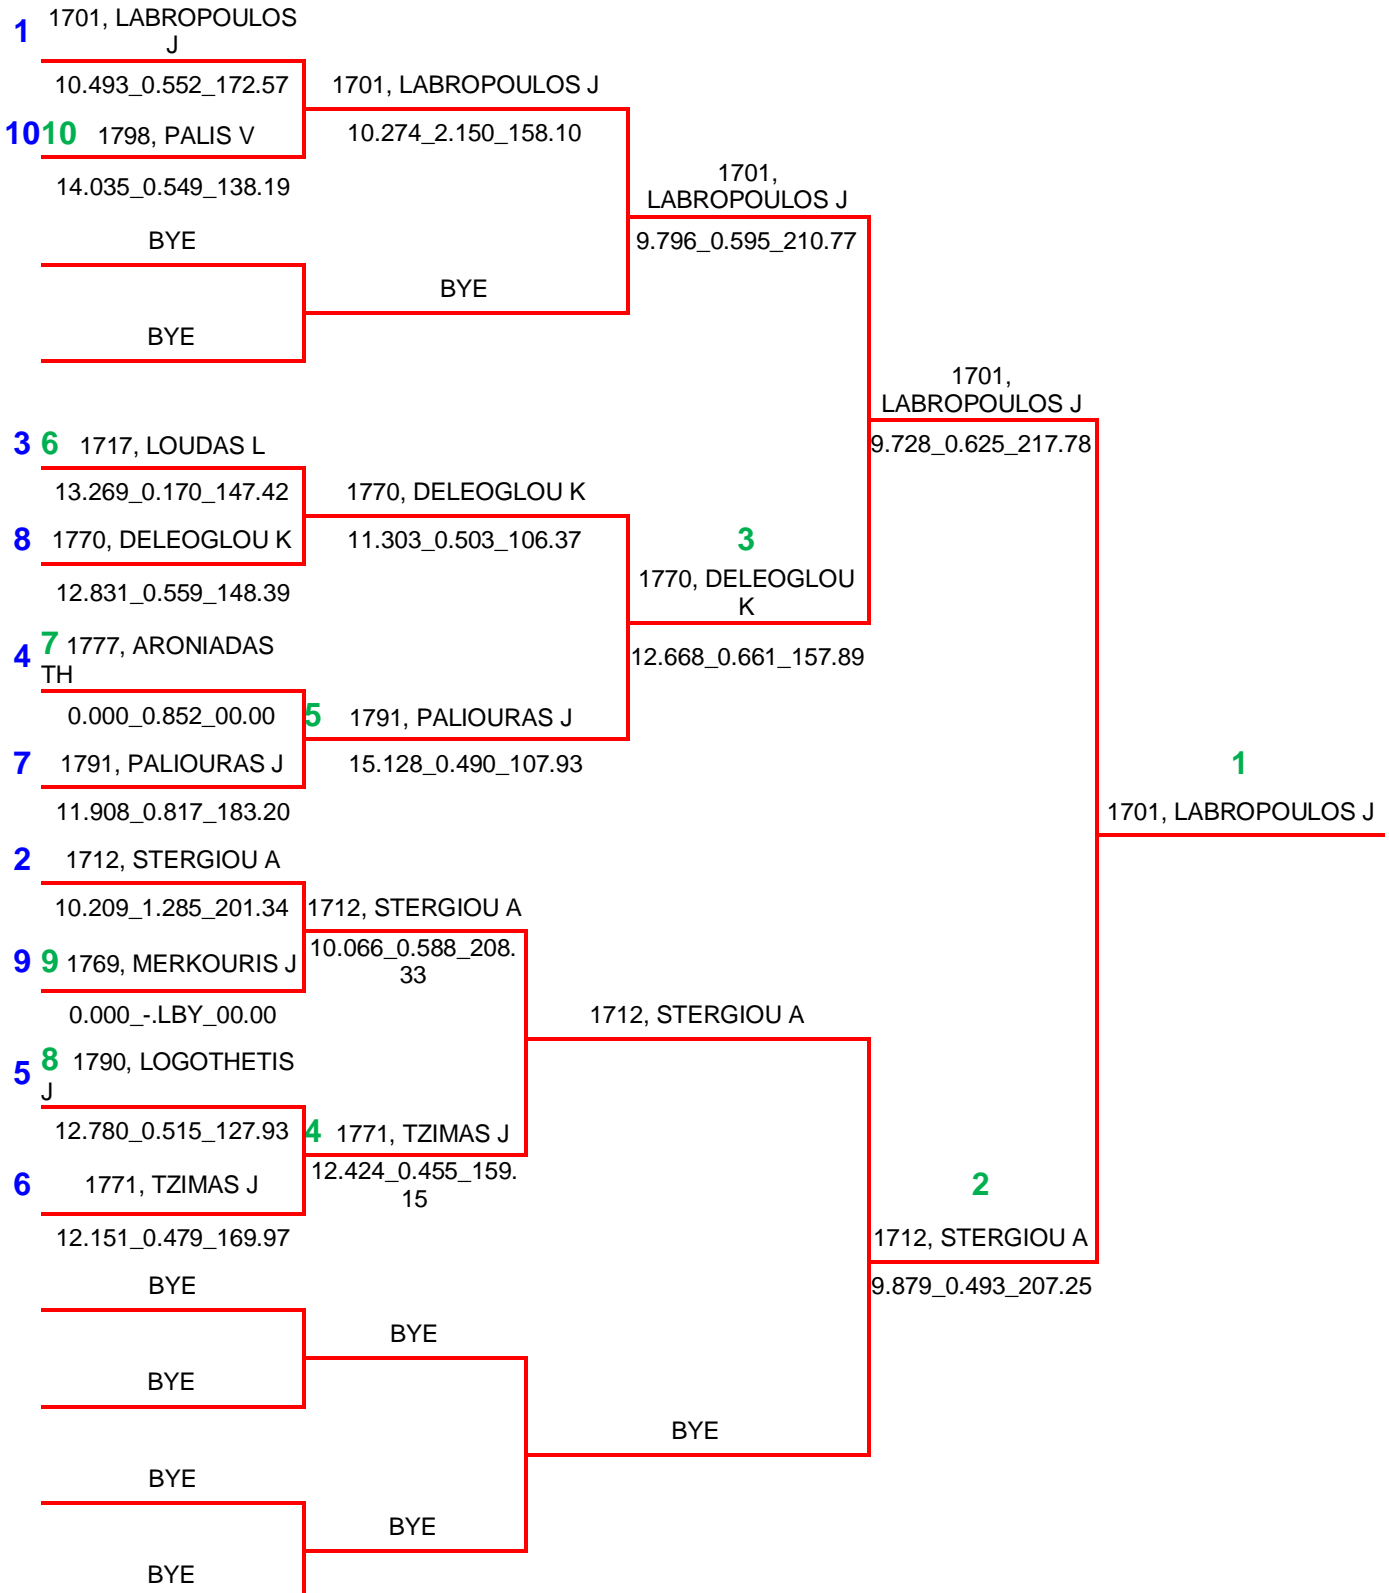 1 1701, LABROPOULOS
J
10.493_0.552_172.57
1701, LABROPOULOS J
10 10 1798, PALIS V
10.274_2.150_158.10
14.035_0.549_138.19
1701,
LABROPOULOS J
BYE
9.796_0.595_210.77
BYE
BYE
1701,
LABROPOULOS J
3 6 1717, LOUDAS L
9.728_0.625_217.78
13.269_0.170_147.42
1770, DELEOGLOU K
8 1770, DELEOGLOU K
11.303_0.503_106.37
3
12.831_0.559_148.39
1770, DELEOGLOU
K
4 7 1777, ARONIADAS
TH
12.668_0.661_157.89
0.000_0.852_00.00
5 1791, PALIOURAS J
7 1791, PALIOURAS J
15.128_0.490_107.93
1
11.908_0.817_183.20
1701, LABROPOULOS J
2 1712, STERGIOU A
10.209_1.285_201.34
1712, STERGIOU A
9 9 1769, MERKOURIS J
10.066_0.588_208.
33
0.000_-.LBY_00.00
1712, STERGIOU A
5 8 1790, LOGOTHETIS
J
12.780_0.515_127.93
4 1771, TZIMAS J
6 1771, TZIMAS J
12.424_0.455_159.
15
2
12.151_0.479_169.97
1712, STERGIOU A
BYE
9.879_0.493_207.25
BYE
BYE
BYE
BYE
BYE
BYE